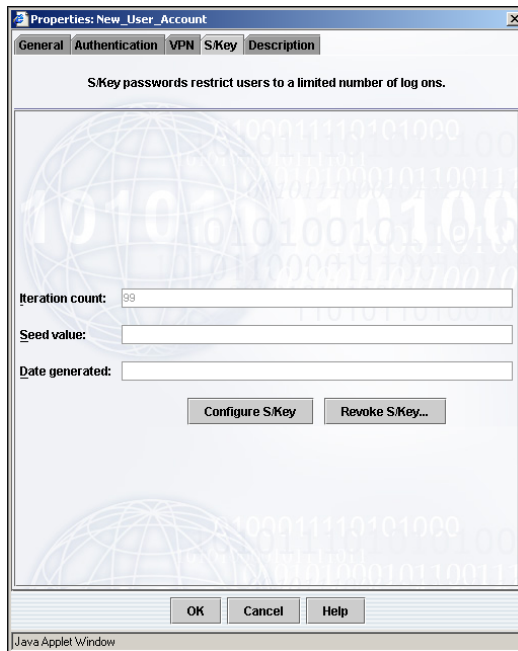 Properties: New_User_Account
General Authentication VPN S/Key Description
S/Key passwords restrict users to a limited number of log ons.
Iteration count: 99
Seed value:
Date generated:
Configure S/Key Revoke S/Key...
OK Cancel Help
Java Applet Window